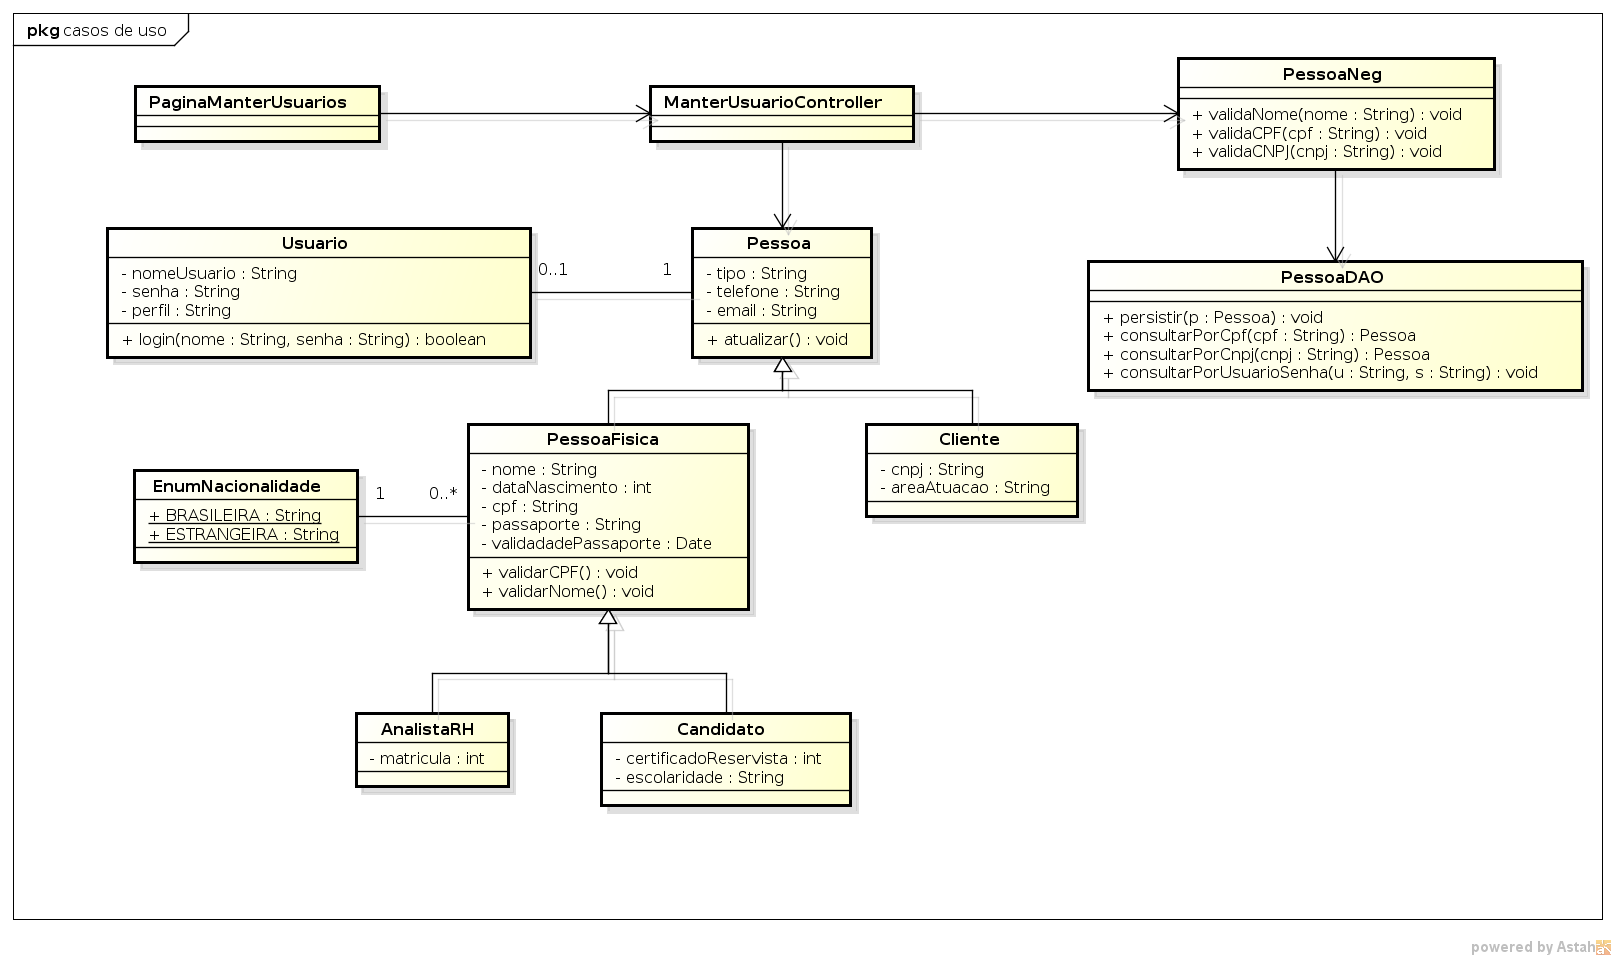 pkg casos de uso
PaginaManterUsuarios
ManterUsuarioController
PessoaNeg
+ validaNome(nome : String) : void
+ validaCPF(cpf : String) : void
+ validaCNPJ(cnpj : String) : void
Usuario
- nomeUsuario : String
- senha : String
- perfil : String
+ login(nome : String, senha : String) : boolean
0..1
1
Pessoa
- tipo : String
- telefone : String
- email : String
+ atualizar() : void
PessoaDAO
+ persistir(p : Pessoa) : void
+ consultarPorCpf(cpf : String) : Pessoa
+ consultarPorCnpj(cnpj : String) : Pessoa
+ consultarPorUsuarioSenha(u : String, s : String) : void
EnumNacionalidade
+ BRASILEIRA : String
+ ESTRANGEIRA : String
1
0..*
PessoaFisica
- nome : String
- dataNascimento : int
- cpf : String
- passaporte : String
- validadadePassaporte : Date
+ validarCPF() : void
+ validarNome() : void
Cliente
- cnpj : String
- areaAtuacao : String
AnalistaRH
- matricula : int
Candidato
- certificadoReservista : int
- escolaridade : String
powered by Astah